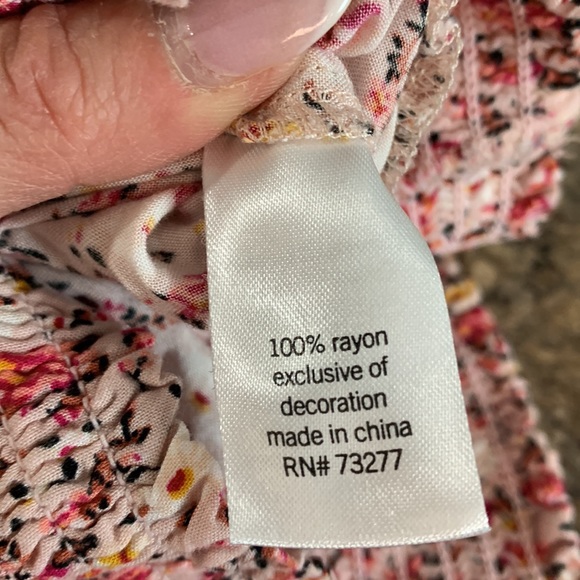 100% rayon
exclusive of
decoration
made in china
RN# 73277